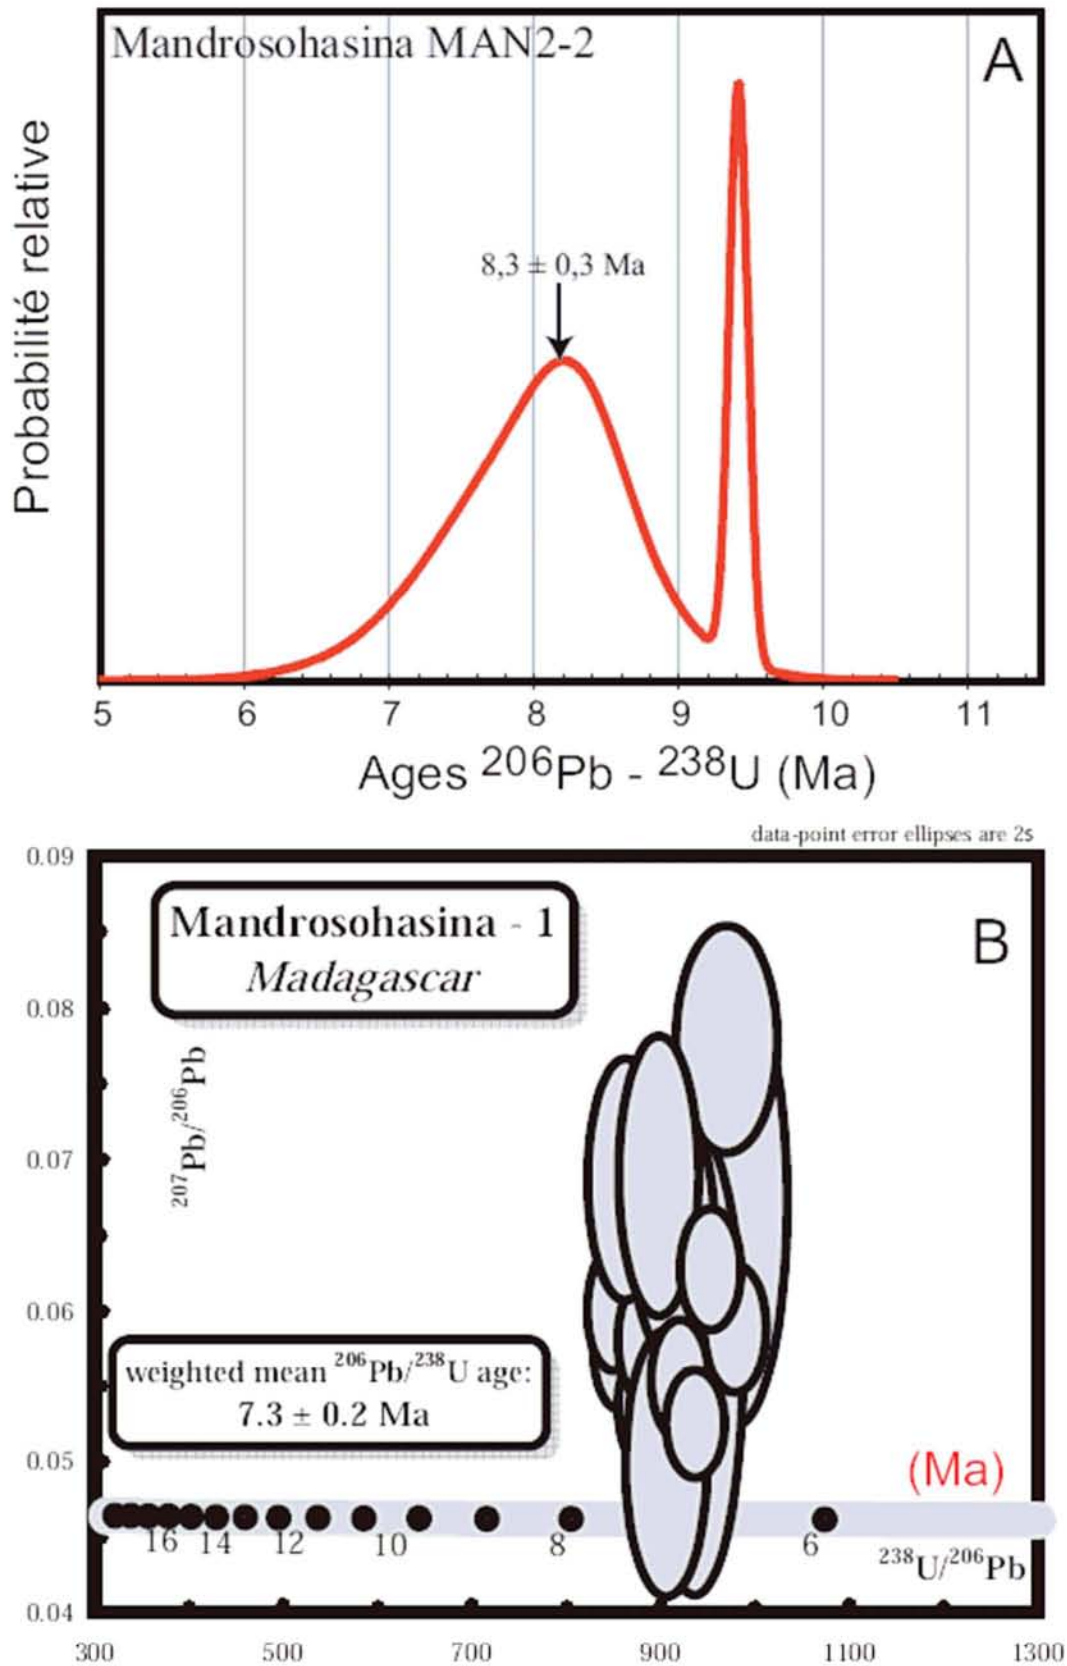 Mandrosohasina MAN2-2
A
Probabilité relative
8,3 ± 0,3 Ma
5 6 7 8 9 10 11
Ages ²⁰⁶Pb - ²³⁸U (Ma)
data-point error ellipses are 2s
0.09
Mandrosohasina - 1
Madagascar
B
0.08
²⁰⁷Pb/²⁰⁶Pb
0.07
0.06
weighted mean ²⁰⁶Pb/²³⁸U age:
7.3 ± 0.2 Ma
0.05
(Ma)
16 14 12 10 8 6
²³⁸U/²⁰⁶Pb
0.04
300 500 700 900 1100 1300